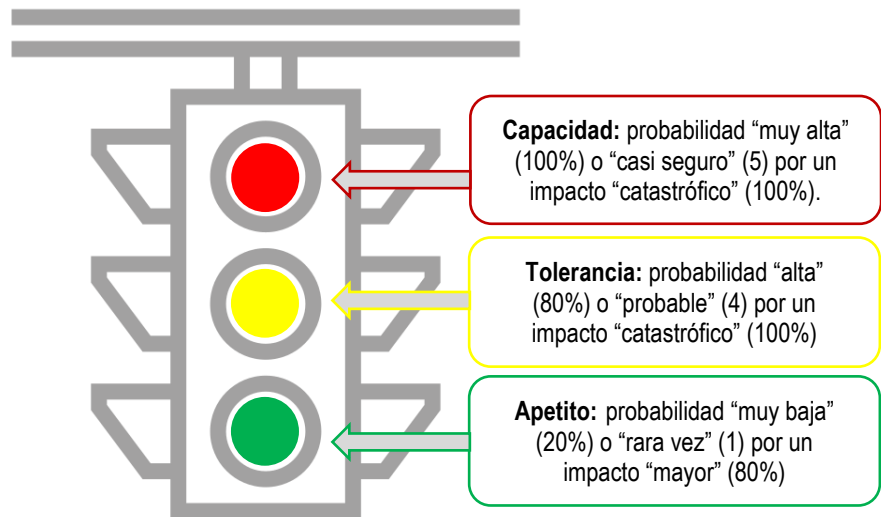 Capacidad: probabilidad “muy alta”
(100%) o “casi seguro” (5) por un
impacto “catastrófico” (100%).
Tolerancia: probabilidad “alta”
(80%) o “probable” (4) por un
impacto “catastrófico” (100%)
Apetito: probabilidad “muy baja”
(20%) o “rara vez” (1) por un
impacto “mayor” (80%)